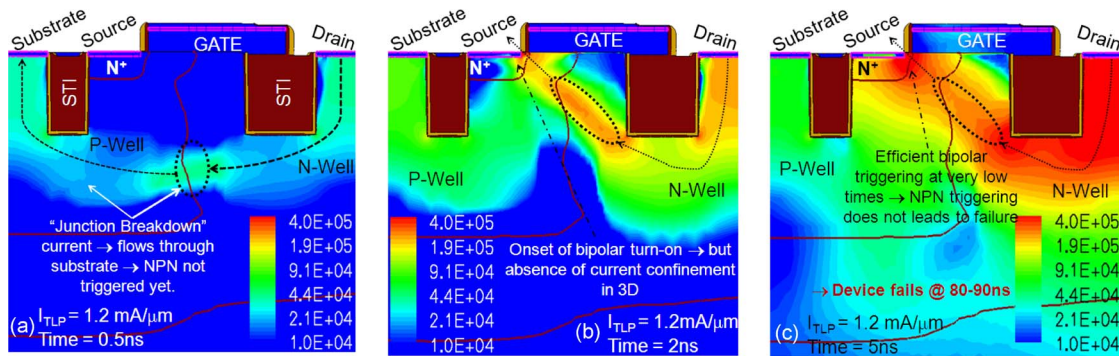 Substrate
Source
GATE
Drain
N+
STI
STI
P-Well
N-Well
“Junction Breakdown”
current → flows through
substrate → NPN not
triggered yet.
4.0E+05
1.9E+05
9.1E+04
4.4E+04
2.1E+04
1.0E+04
(a)
I_TLP = 1.2 mA/μm
Time = 0.5ns
Substrate
Source
GATE
Drain
N+
P-Well
N-Well
4.0E+05
1.9E+05
9.1E+04
4.4E+04
2.1E+04
1.0E+04
Onset of bipolar turn-on → but
absence of current confinement
in 3D
(b)
I_TLP = 1.2mA/μm
Time = 2ns
Substrate
Source
GATE
Drain
N+
P-Well
N-Well
Efficient bipolar
triggering at very low
times → NPN triggering
does not leads to failure
4.0E+05
1.9E+05
9.1E+04
4.4E+04
2.1E+04
1.0E+04
→ Device fails @ 80-90ns
(c)
I_TLP = 1.2 mA/μm
Time = 5ns